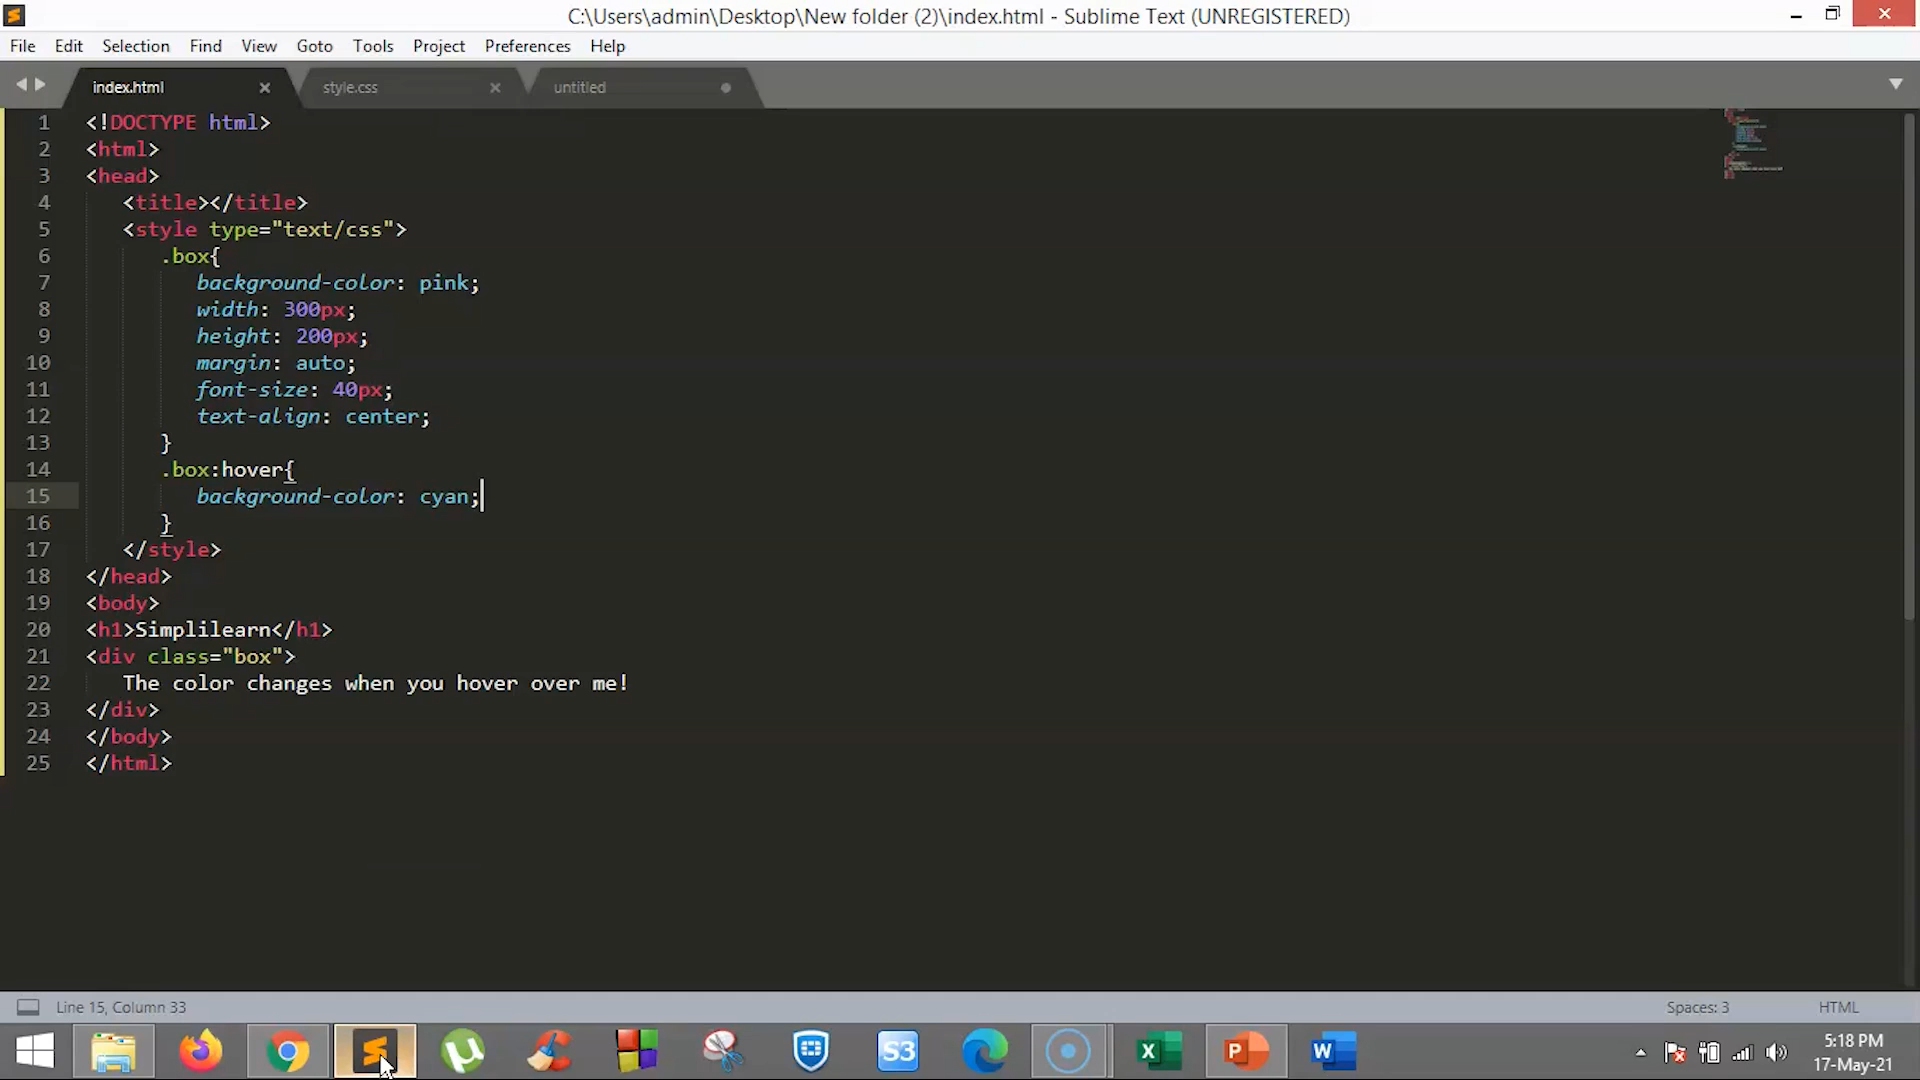 C:\Users\admin\Desktop\New folder (2)\index.html - Sublime Text (UNREGISTERED)
File Edit Selection Find View Goto Tools Project Preferences Help
index.html style.css untitled
1 <!DOCTYPE html>
2 <html>
3 <head>
4 <title></title>
5 <style type="text/css">
6 .box{
7 background-color: pink;
8 width: 300px;
9 height: 200px;
10 margin: auto;
11 font-size: 40px;
12 text-align: center;
13 }
14 .box:hover{
15 background-color: cyan;
16 }
17 </style>
18 </head>
19 <body>
20 <h1>Simplilearn</h1>
21 <div class="box">
22 The color changes when you hover over me!
23 </div>
24 </body>
25 </html>
Line 15, Column 33 Spaces: 3 HTML
S3
5:18 PM
17-May-21